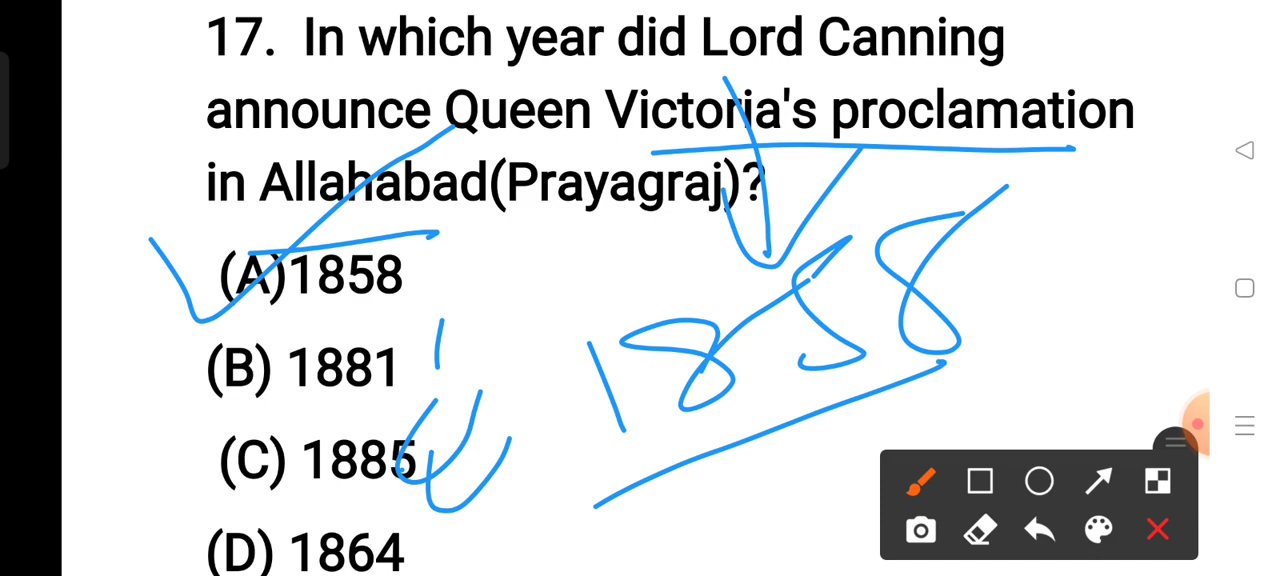 17. In which year did Lord Canning
announce Queen Victoria's proclamation
in Allahabad(Prayagraj)?
(A)1858
1858
(B) 1881
(C) 1885
(D) 1864